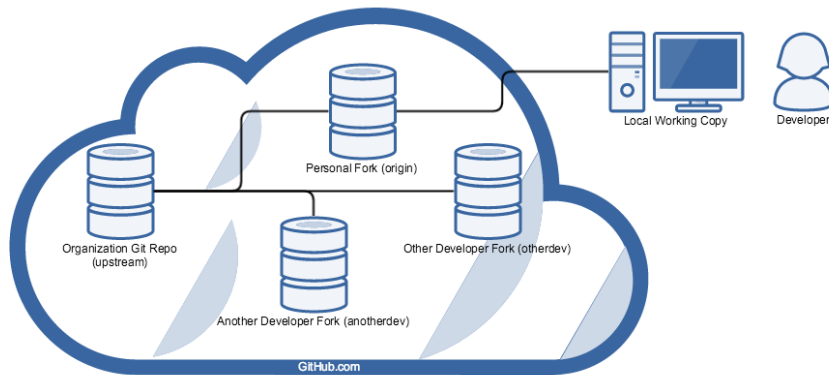 Local Working Copy
Developer
Personal Fork (origin)
Organization Git Repo
(upstream)
Other Developer Fork (otherdev)
Another Developer Fork (anotherdev)
GitHub.com